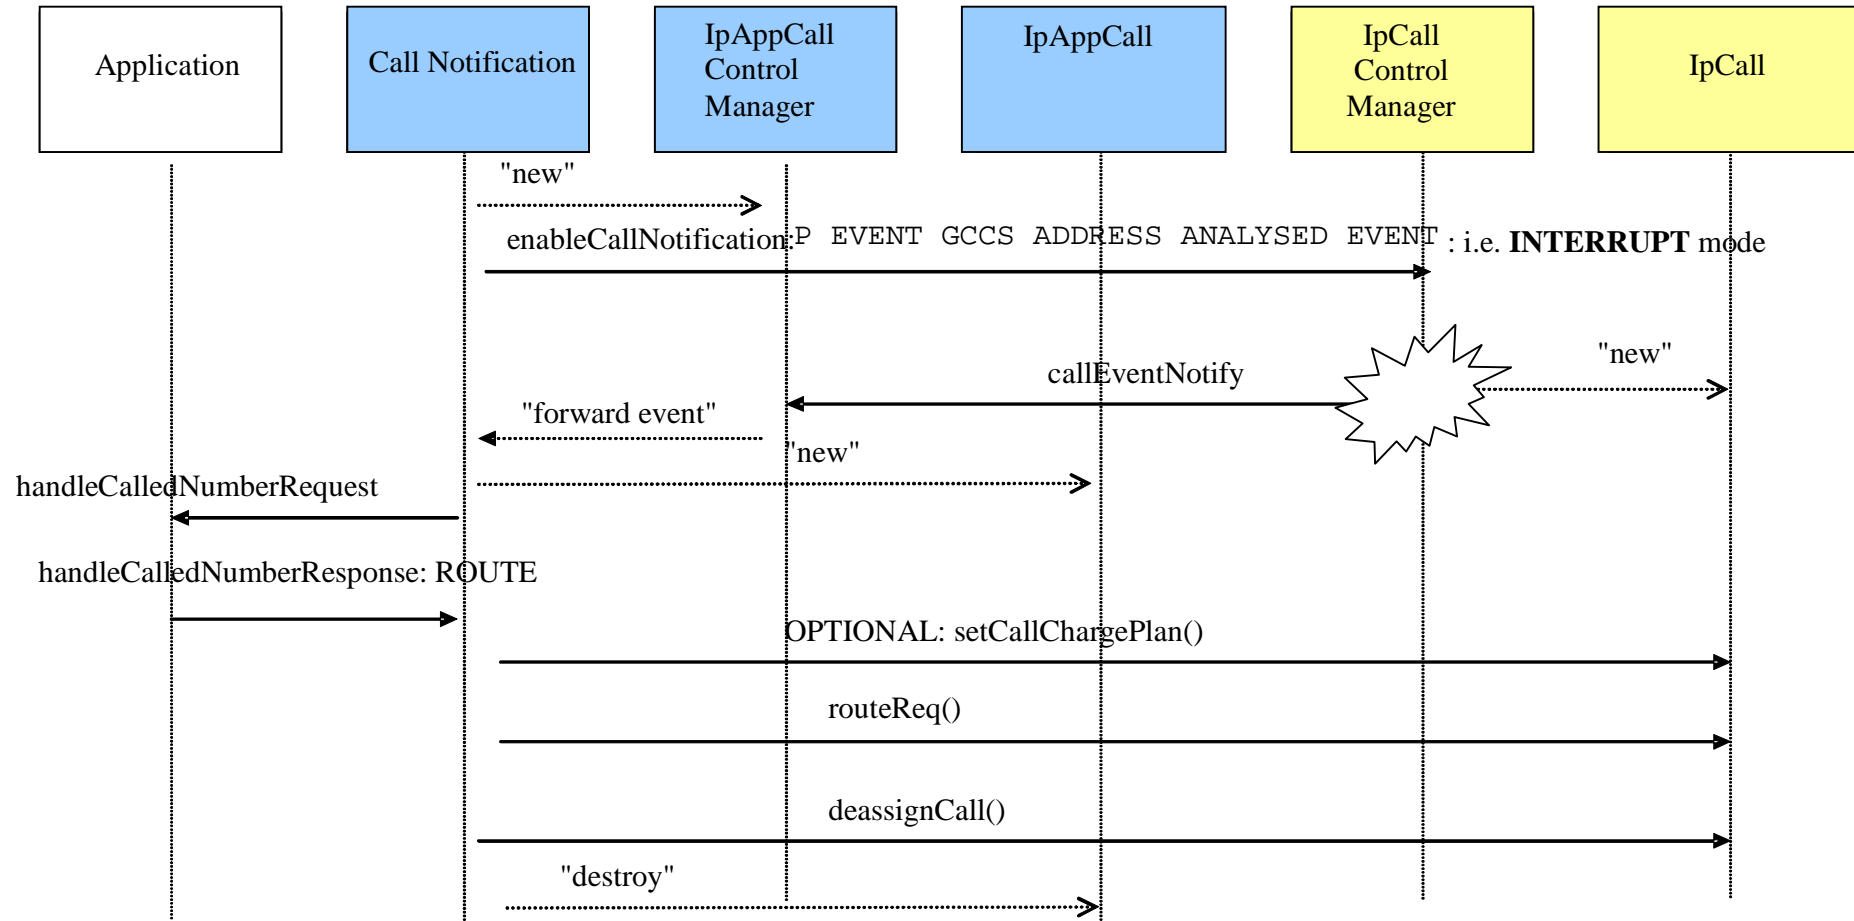 Application
Call Notification
IpAppCall
Control
Manager
IpAppCall
IpCall
Control
Manager
IpCall
"new"
enableCallNotification: P EVENT GCCS ADDRESS ANALYSED EVENT : i.e. INTERRUPT mode
"new"
callEventNotify
"forward event"
"new"
handleCalledNumberRequest
handleCalledNumberResponse: ROUTE
OPTIONAL: setCallChargePlan()
routeReq()
deassignCall()
"destroy"